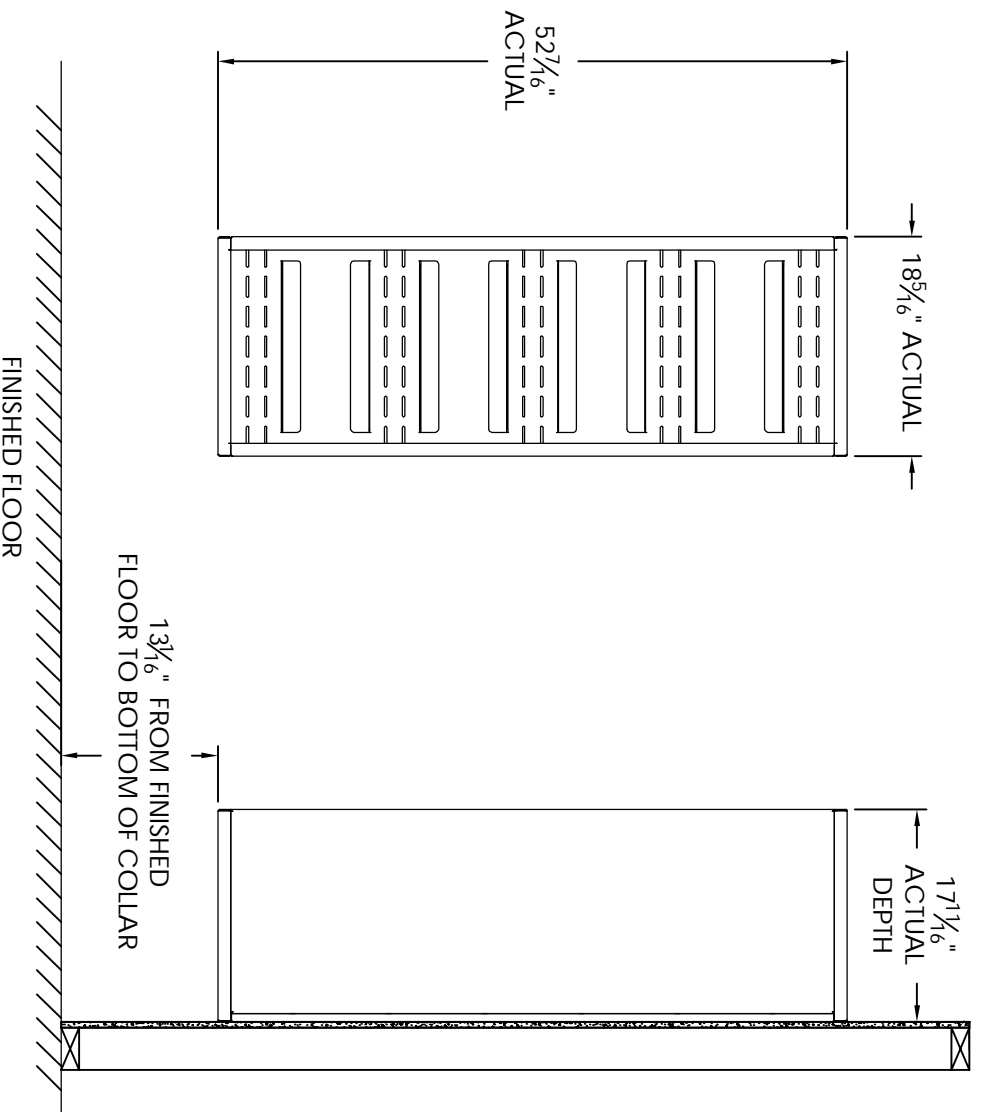 18⁵⁄₁₆" ACTUAL
52⁷⁄₁₆"
ACTUAL
17¹¹⁄₁₆"
ACTUAL
DEPTH
13¹⁄₁₆" FROM FINISHED
FLOOR TO BOTTOM OF COLLAR
FINISHED FLOOR